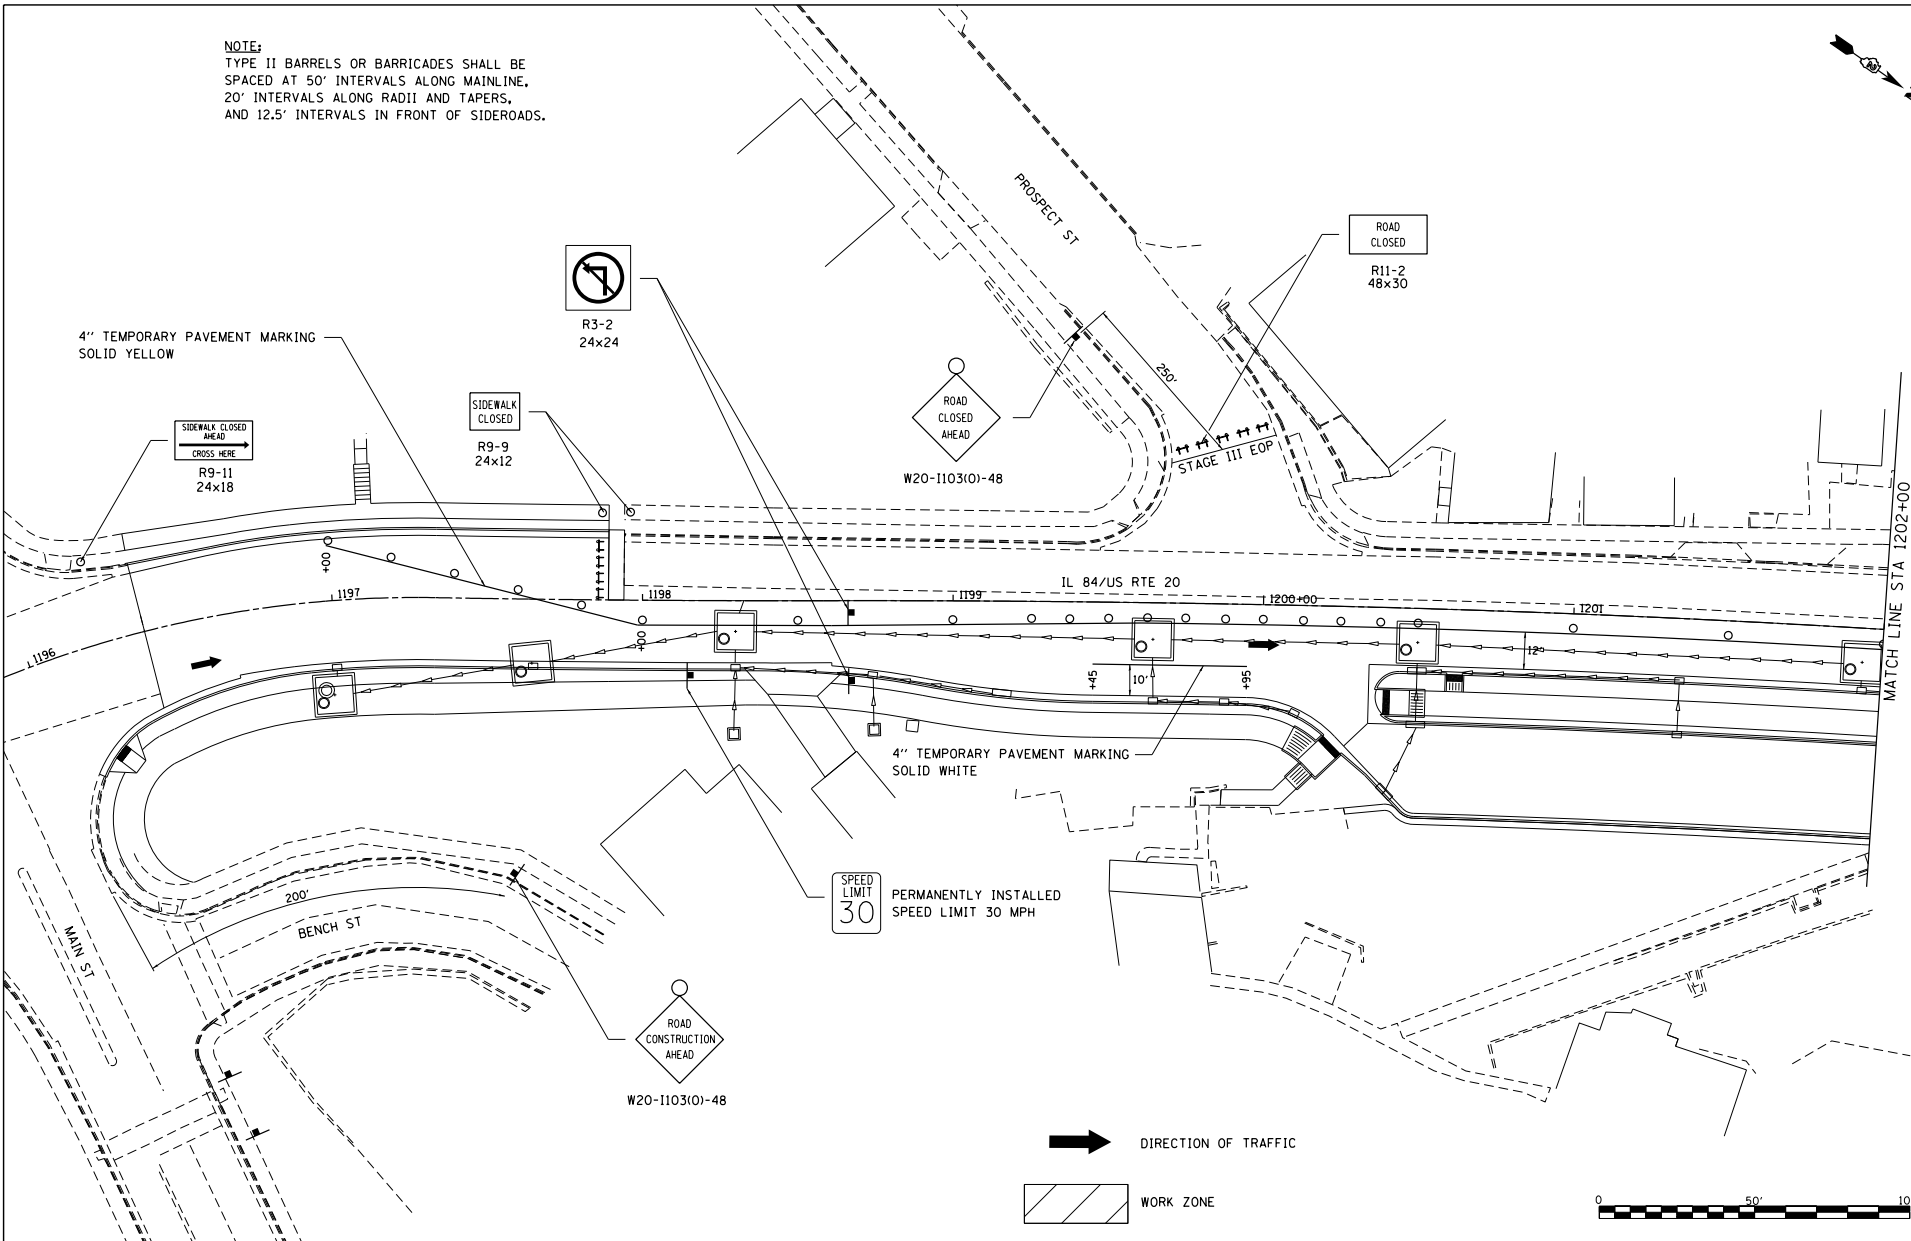 NOTE:
TYPE II BARRELS OR BARRICADES SHALL BE
SPACED AT 50' INTERVALS ALONG MAINLINE,
20' INTERVALS ALONG RADII AND TAPERS,
AND 12.5' INTERVALS IN FRONT OF SIDEROADS.
PROSPECT ST
ROAD
CLOSED
R11-2
48x30
R3-2
24x24
4'' TEMPORARY PAVEMENT MARKING
SOLID YELLOW
250'
ROAD
CLOSED
AHEAD
W20-I103(O)-48
SIDEWALK
CLOSED
R9-9
24x12
SIDEWALK CLOSED
AHEAD
CROSS HERE
R9-11
24x18
STAGE III EOP
MATCH LINE STA 1202+00
+00
IL 84/US RTE 20
1196
1197
1198
1199
1200+00
1201
+00
+45
10'
+95
12'
4'' TEMPORARY PAVEMENT MARKING
SOLID WHITE
SPEED
LIMIT
30
PERMANENTLY INSTALLED
SPEED LIMIT 30 MPH
200'
BENCH ST
MAIN ST
ROAD
CONSTRUCTION
AHEAD
W20-I103(O)-48
DIRECTION OF TRAFFIC
WORK ZONE
0
50'
10